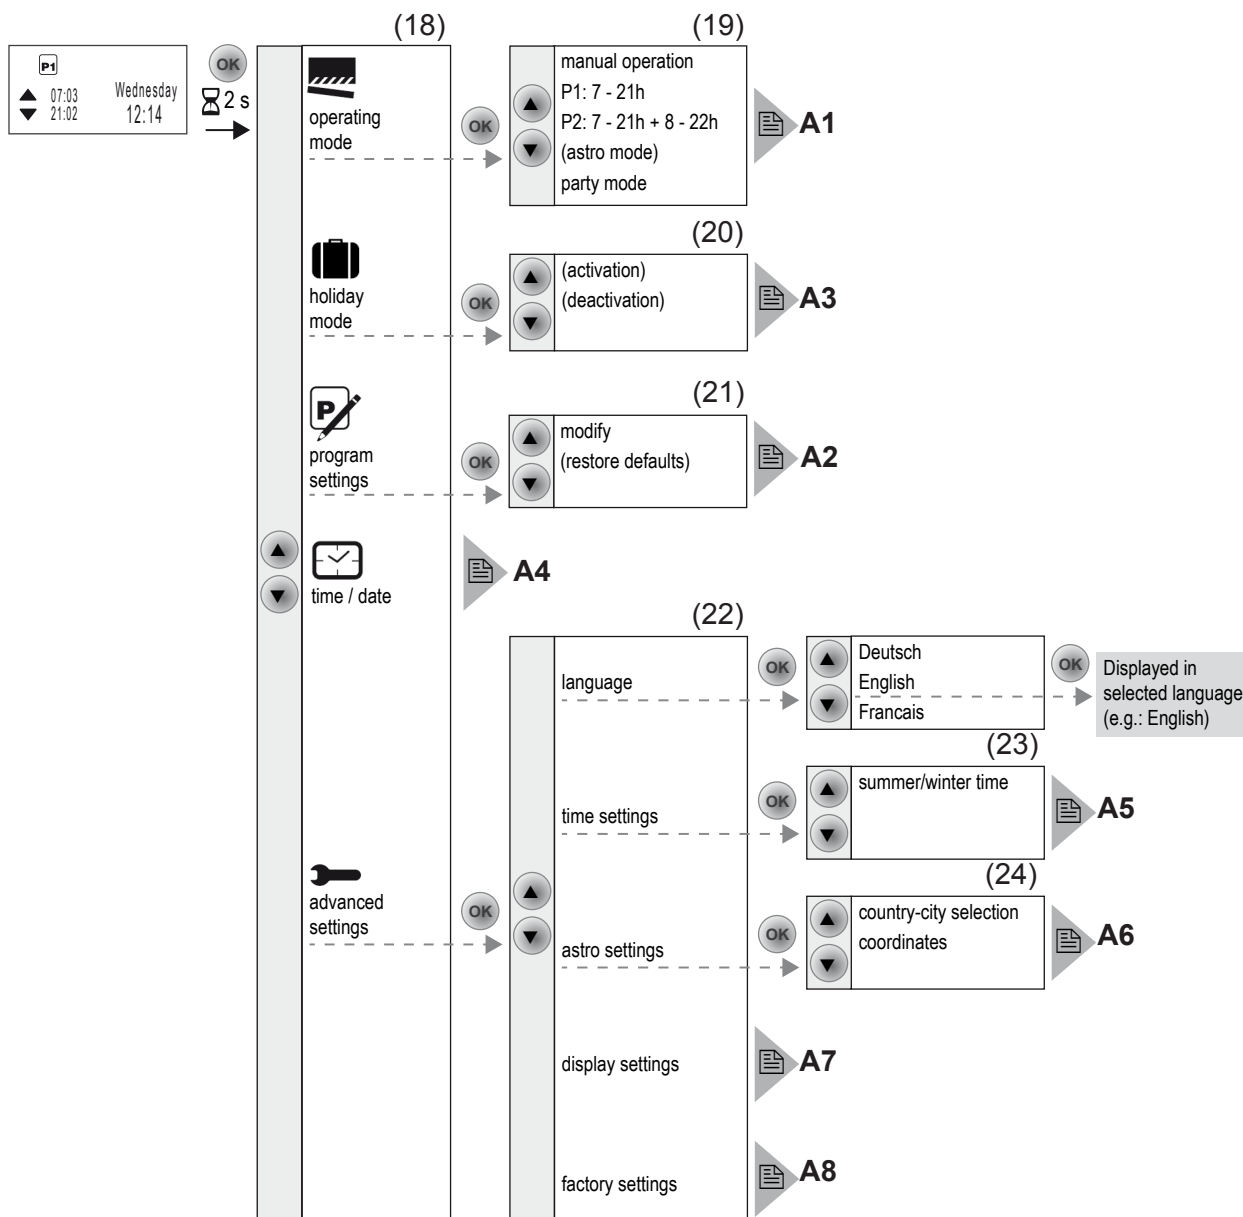 (18)
(19)
P1
07:03
21:02
Wednesday
12:14
OK
2 s
operating
mode
OK
manual operation
P1: 7 - 21h
P2: 7 - 21h + 8 - 22h
(astro mode)
party mode
A1
(20)
holiday
mode
OK
(activation)
(deactivation)
A3
(21)
P
program
settings
OK
modify
(restore defaults)
A2
time / date
A4
(22)
language
OK
Deutsch
English
Francais
OK
Displayed in
selected language
(e.g.: English)
(23)
time settings
OK
summer/winter time
A5
(24)
advanced
settings
OK
astro settings
OK
country-city selection
coordinates
A6
display settings
A7
factory settings
A8